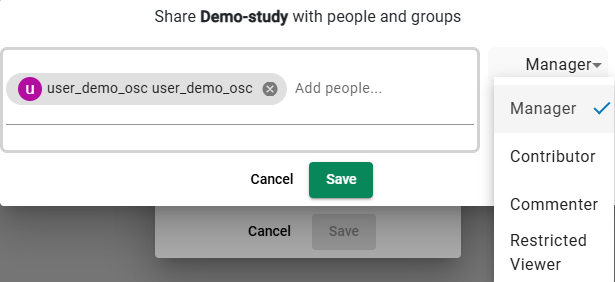 Share Demo-study with people and groups
Manager
u user_demo_osc user_demo_osc Add people...
Manager
Contributor
Cancel Save
Commenter
Cancel Save
Restricted
Viewer